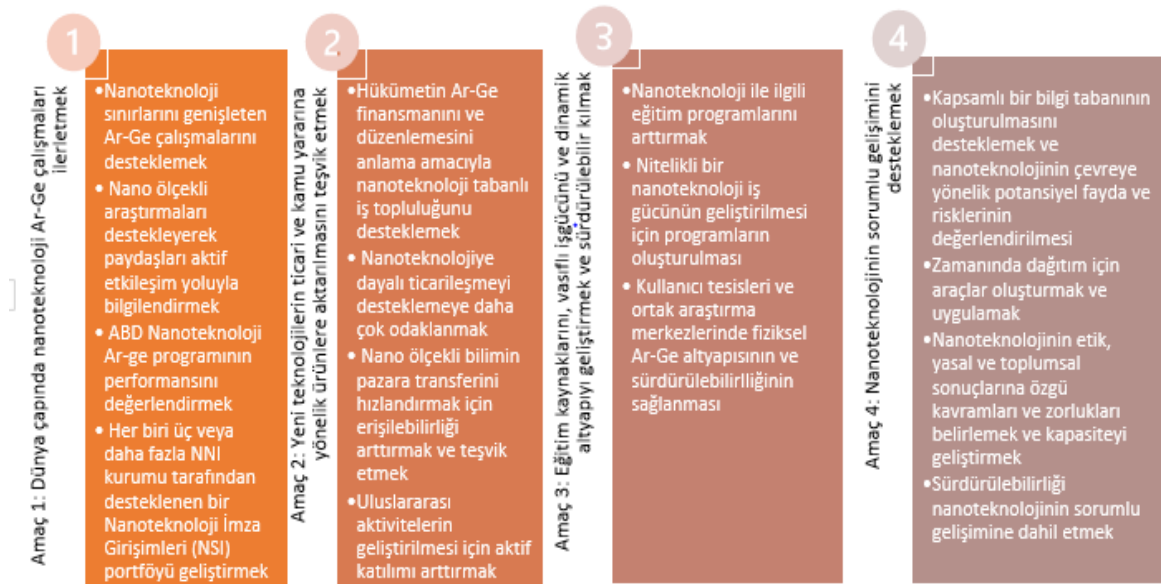 1
Amaç 1: Dünya çapında nanoteknoloji Ar-Ge çalışmaları
ilerletmek
•Nanoteknoloji
sınırlarını genişleten
Ar-Ge çalışmalarını
desteklemek
• Nano ölçekli
araştırmaları
destekleyerek
paydaşları aktif
etkileşim yoluyla
bilgilendirmek
• ABD Nanoteknoloji
Ar-ge programının
performansını
değerlendirmek
• Her biri üç veya
daha fazla NNI
kurumu tarafından
desteklenen bir
Nanoteknoloji İmza
Girişimleri (NSI)
portföyü geliştirmek
2
Amaç 2: Yeni teknolojilerin ticari ve kamu yararına
yönelik ürünlere aktarılmasını teşvik etmek
•Hükümetin Ar-Ge
finansmanını ve
düzenlemesini
anlama amacıyla
nanoteknoloji tabanlı
iş topluluğunu
desteklemek
• Nanoteknolojiye
dayalı ticarileşmeyi
desteklemeye daha
çok odaklanmak
• Nano ölçekli bilimin
pazara transferini
hızlandırmak için
erişilebilirliği
arttırmak ve teşvik
etmek
•Uluslararası
aktivitelerin
geliştirilmesi için aktif
katılımı arttırmak
3
Amaç 3: Eğitim kaynaklarını, vasıflı işgücünü ve dinamik
altyapıyı geliştirmek ve sürdürülebilir kılmak
•Nanoteknoloji ile ilgili
eğitim programlarını
arttırmak
• Nitelikli bir
nanoteknoloji iş
gücünün geliştirilmesi
için programların
oluşturulması
• Kullanıcı tesisleri ve
ortak araştırma
merkezlerinde fiziksel
Ar-Ge altyapısının ve
sürdürülebilirlliğinin
sağlanması
4
Amaç 4: Nanoteknolojinin sorumlu gelişimini
desteklemek
•Kapsamlı bir bilgi tabanının
oluşturulmasını
desteklemek ve
nanoteknolojinin çevreye
yönelik potansiyel fayda ve
risklerinin
değerlendirilmesi
•Zamanında dağıtım için
araçlar oluşturmak ve
uygulamak
•Nanoteknolojinin etik,
yasal ve toplumsal
sonuçlarına özgü
kavramları ve zorlukları
belirlemek ve kapasiteyi
geliştirmek
•Sürdürülebilirliği
nanoteknolojinin sorumlu
gelişimine dahil etmek